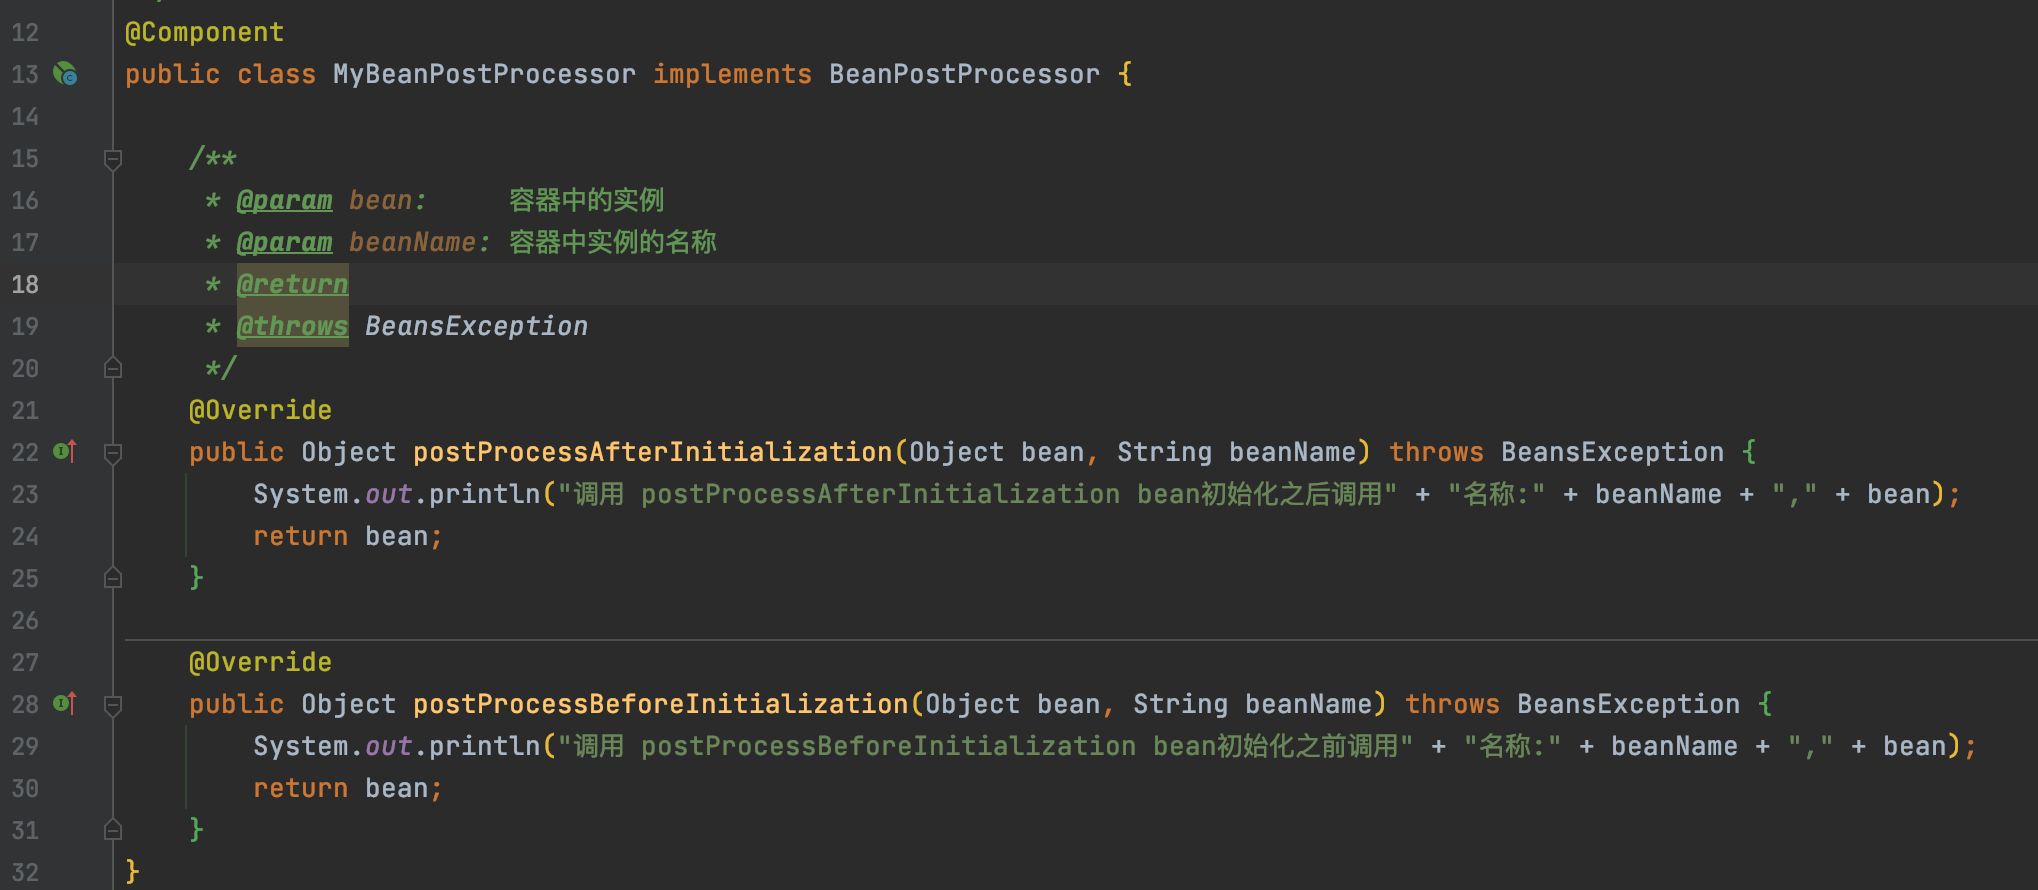 12 @Component
13 public class MyBeanPostProcessor implements BeanPostProcessor {
14
15 /**
16 * @param bean: 容器中的实例
17 * @param beanName: 容器中实例的名称
18 * @return
19 * @throws BeansException
20 */
21 @Override
22 public Object postProcessAfterInitialization(Object bean, String beanName) throws BeansException {
23 System.out.println("调用 postProcessAfterInitialization bean初始化之后调用" + "名称:" + beanName + "," + bean);
24 return bean;
25 }
26
27 @Override
28 public Object postProcessBeforeInitialization(Object bean, String beanName) throws BeansException {
29 System.out.println("调用 postProcessBeforeInitialization bean初始化之前调用" + "名称:" + beanName + "," + bean);
30 return bean;
31 }
32 }